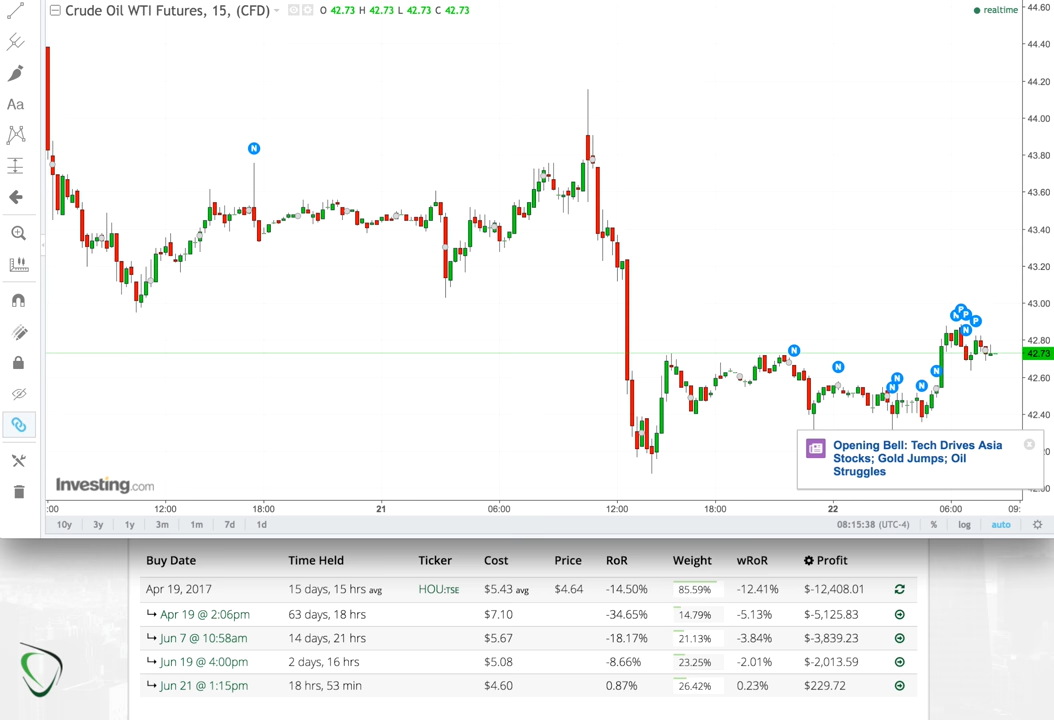 Crude Oil WTI Futures, 15, (CFD) O 42.73 H 42.73 L 42.73 C 42.73
realtime
44.60
44.40
44.20
44.00
43.80
43.60
43.40
43.20
43.00
42.80
42.73
42.60
42.40
Aa
N
N
N
N
N
N
N
N
P
P
N
P
Opening Bell: Tech Drives Asia
Stocks; Gold Jumps; Oil
Struggles
Investing.com
:00 12:00 18:00 21 06:00 12:00 18:00 22 06:00 09:
10y 3y 1y 3m 1m 7d 1d 08:15:38 (UTC-4) % log auto
Buy Date Time Held Ticker Cost Price RoR Weight wRoR Profit
Apr 19, 2017 15 days, 15 hrs avg HOU:TSE $5.43 avg $4.64 -14.50% 85.59% -12.41% $-12,408.01
Apr 19 @ 2:06pm 63 days, 18 hrs $7.10 -34.65% 14.79% -5.13% $-5,125.83
Jun 7 @ 10:58am 14 days, 21 hrs $5.67 -18.17% 21.13% -3.84% $-3,839.23
Jun 19 @ 4:00pm 2 days, 16 hrs $5.08 -8.66% 23.25% -2.01% $-2,013.59
Jun 21 @ 1:15pm 18 hrs, 53 min $4.60 0.87% 26.42% 0.23% $229.72